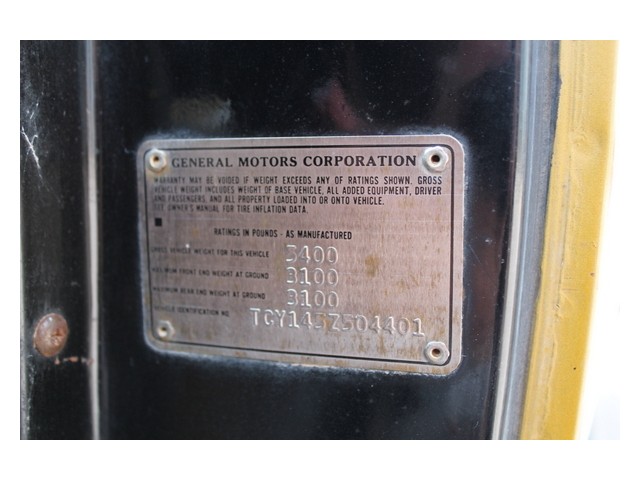 GENERAL MOTORS CORPORATION
WARRANTY MAY BE VOIDED IF WEIGHT EXCEEDS ANY OF RATINGS SHOWN. GROSS
VEHICLE WEIGHT INCLUDES WEIGHT OF BASE VEHICLE, ALL ADDED EQUIPMENT, DRIVER
AND PASSENGERS, AND ALL PROPERTY LOADED INTO OR ONTO VEHICLE.
SEE OWNER'S MANUAL FOR TIRE INFLATION DATA.
RATINGS IN POUNDS - AS MANUFACTURED
GROSS VEHICLE WEIGHT FOR THIS VEHICLE 5400
MAXIMUM FRONT END WEIGHT AT GROUND 3100
MAXIMUM REAR END WEIGHT AT GROUND 3100
VEHICLE IDENTIFICATION NO. TCY145Z504401